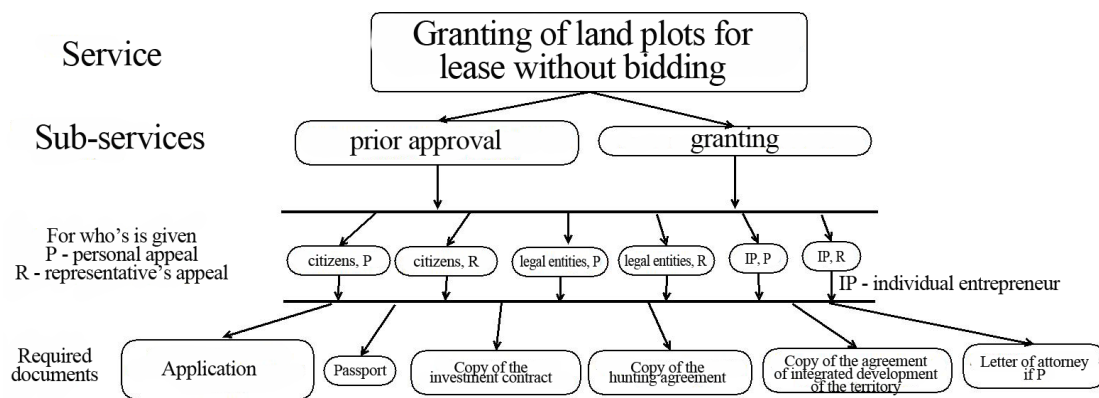 Service
Granting of land plots for
lease without bidding
Sub-services
prior approval
granting
For who's is given
P - personal appeal
R - representative's appeal
citizens, P
citizens, R
legal entities, P
legal entities, R
IP, P
IP, R
IP - individual entrepreneur
Required
documents
Application
Passport
Copy of the
investment contract
Copy of the
hunting agreement
Copy of the agreement
of integrated development
of the territory
Letter of attorney
if P